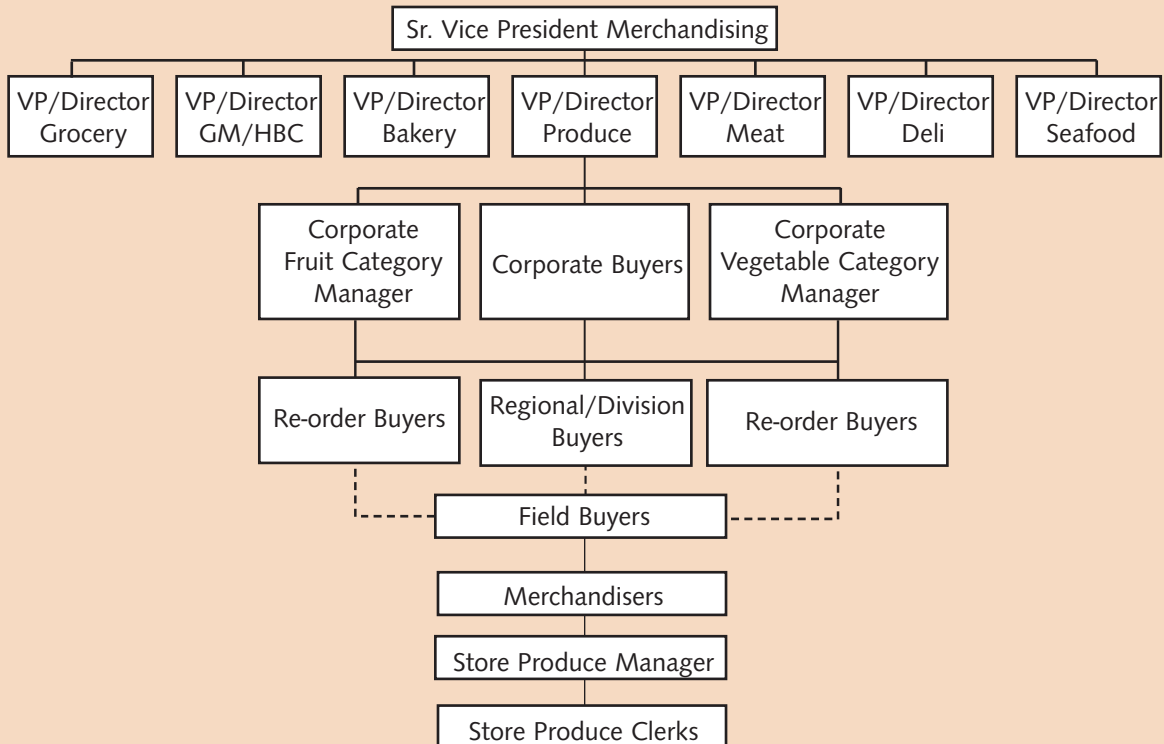 Sr. Vice President Merchandising
VP/Director
Grocery
VP/Director
GM/HBC
VP/Director
Bakery
VP/Director
Produce
VP/Director
Meat
VP/Director
Deli
VP/Director
Seafood
Corporate
Fruit Category
Manager
Corporate Buyers
Corporate
Vegetable Category
Manager
Re-order Buyers
Regional/Division
Buyers
Re-order Buyers
Field Buyers
Merchandisers
Store Produce Manager
Store Produce Clerks